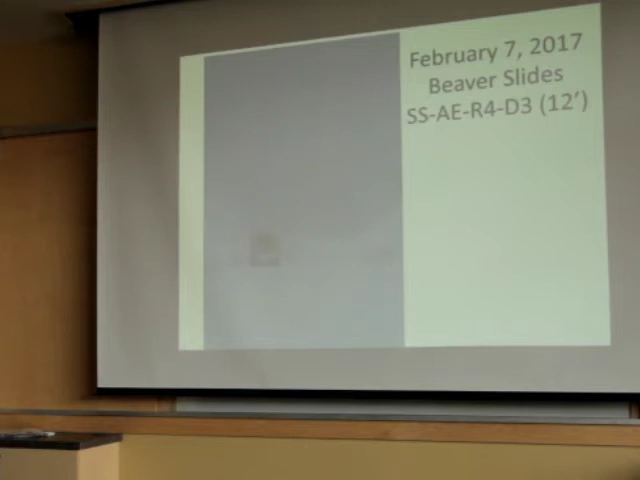 February 7, 2017
Beaver Slides
SS-AE-R4-D3 (12’)